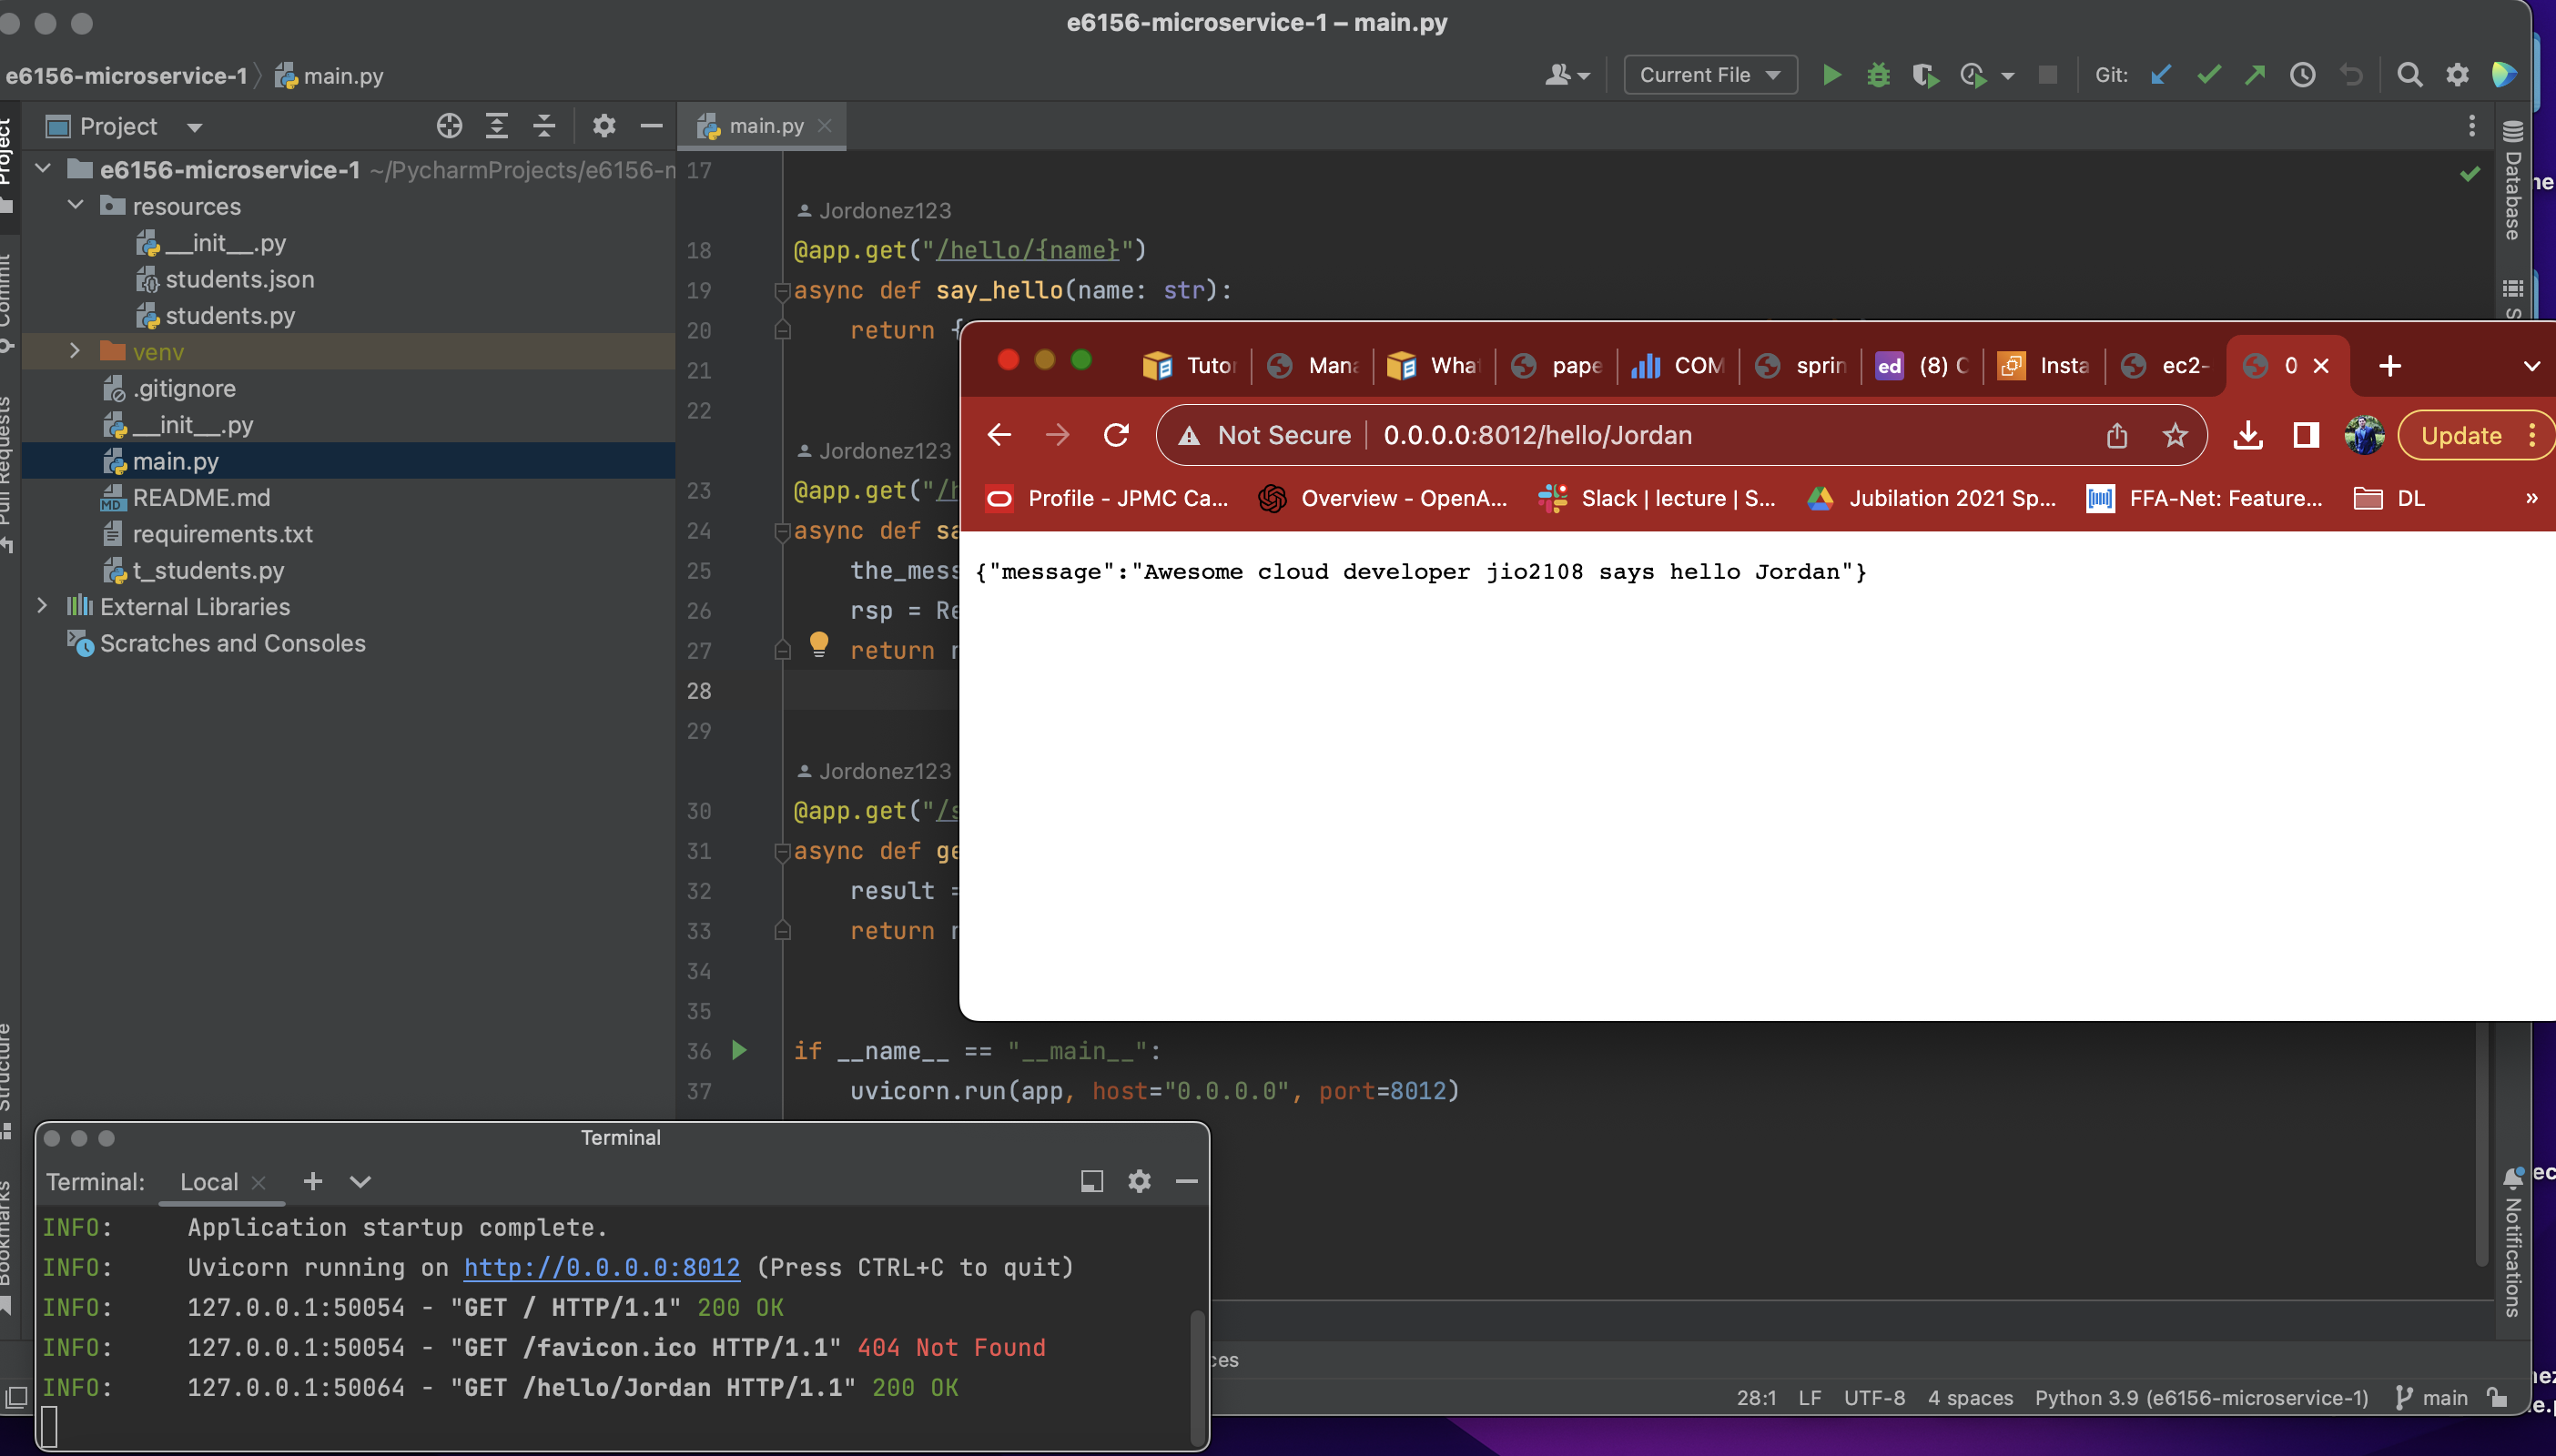 e6156-microservice-1 – main.py
e6156-microservice-1
main.py
Current File
Git:
Project
main.py
Project
e6156-microservice-1 ~/PycharmProjects/e6156-m
resources
__init__.py
students.json
students.py
venv
.gitignore
__init__.py
main.py
README.md
requirements.txt
t_students.py
External Libraries
Scratches and Consoles
Commit
Pull Requests
Structure
Bookmarks
Database
Notifications
17
Jordonez123
18 @app.get("/hello/{name}")
19 async def say_hello(name: str):
20 return {
21
22
Jordonez123
23 @app.get("/h
24 async def sa
25 the_mess
26 rsp = Re
27 return
28
29
Jordonez123
30 @app.get("/s
31 async def ge
32 result =
33 return
34
35
36 if __name__ == "__main__":
37 uvicorn.run(app, host="0.0.0.0", port=8012)
Tutor
Mana
What
pape
COM
sprin
ed (8) C
Insta
ec2-
0
Not Secure 0.0.0.0:8012/hello/Jordan
Update
Profile - JPMC Ca...
Overview - OpenA...
Slack | lecture | S...
Jubilation 2021 Sp...
FFA-Net: Feature...
DL
»
{"message":"Awesome cloud developer jio2108 says hello Jordan"}
Terminal
Terminal: Local
INFO: Application startup complete.
INFO: Uvicorn running on http://0.0.0.0:8012 (Press CTRL+C to quit)
INFO: 127.0.0.1:50054 - "GET / HTTP/1.1" 200 OK
INFO: 127.0.0.1:50054 - "GET /favicon.ico HTTP/1.1" 404 Not Found
INFO: 127.0.0.1:50064 - "GET /hello/Jordan HTTP/1.1" 200 OK
ces
28:1 LF UTF-8 4 spaces Python 3.9 (e6156-microservice-1) main